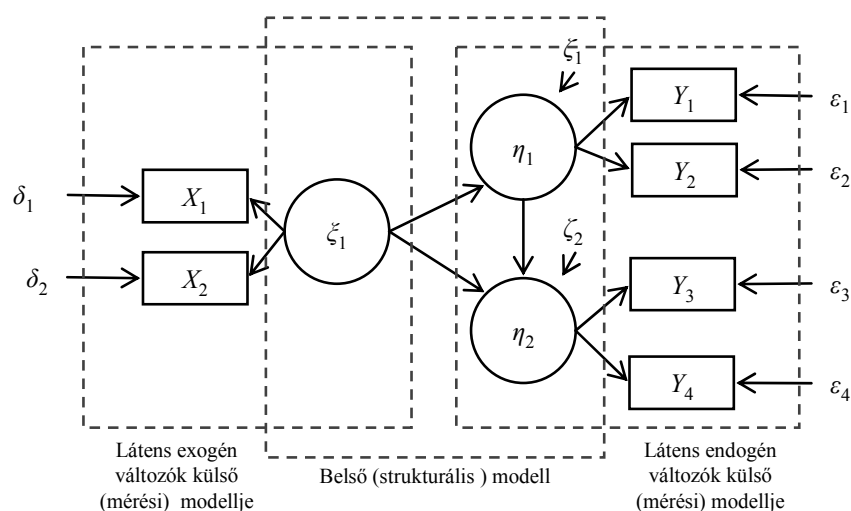 ζ1
Y1
ε1
η1
Y2
ε2
δ1
X1
ξ1
ζ2
δ2
X2
Y3
ε3
η2
Y4
ε4
Látens exogén
változók külső
(mérési) modellje
Belső (strukturális ) modell
Látens endogén
változók külső
(mérési) modellje